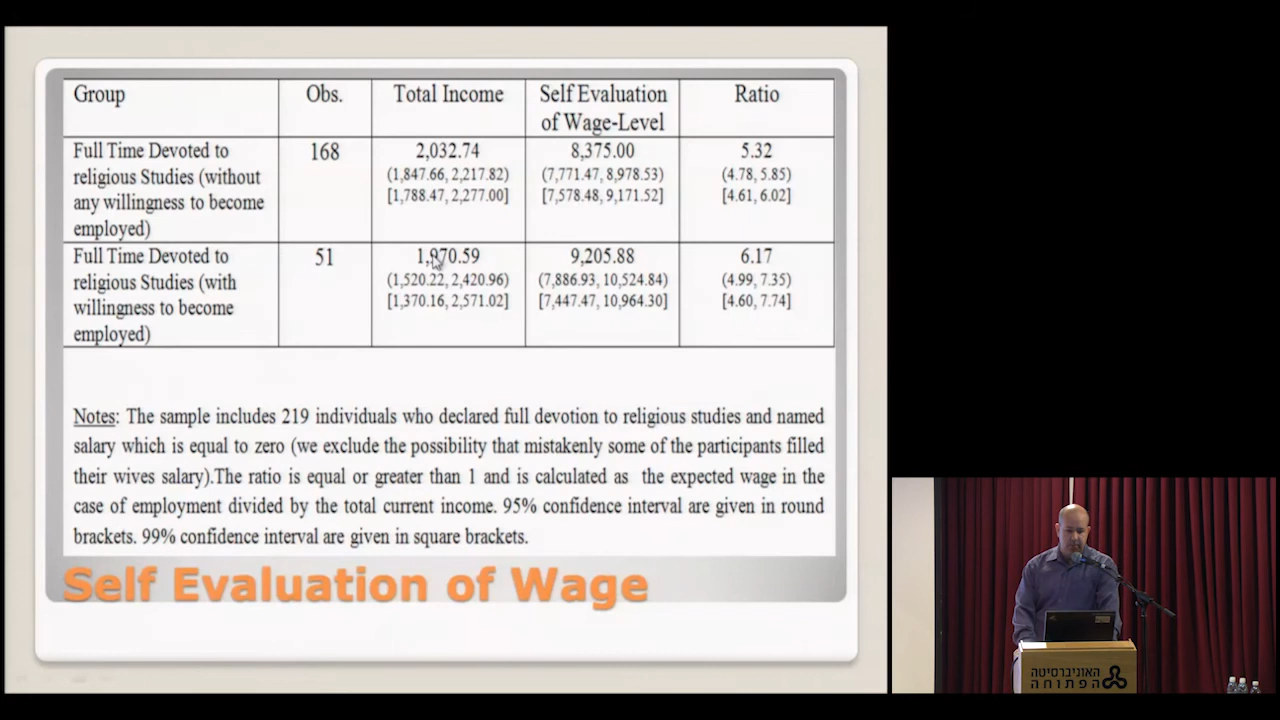 Group Obs. Total Income Self Evaluation of Wage-Level Ratio
Full Time Devoted to religious Studies (without any willingness to become employed) 168 2,032.74 (1,847.66, 2,217.82) [1,788.47, 2,277.00] 8,375.00 (7,771.47, 8,978.53) [7,578.48, 9,171.52] 5.32 (4.78, 5.85) [4.61, 6.02]
Full Time Devoted to religious Studies (with willingness to become employed) 51 1,970.59 (1,520.22, 2,420.96) [1,370.16, 2,571.02] 9,205.88 (7,886.93, 10,524.84) [7,447.47, 10,964.30] 6.17 (4.99, 7.35) [4.60, 7.74]
Notes: The sample includes 219 individuals who declared full devotion to religious studies and named
salary which is equal to zero (we exclude the possibility that mistakenly some of the participants filled
their wives salary).The ratio is equal or greater than 1 and is calculated as the expected wage in the
case of employment divided by the total current income. 95% confidence interval are given in round
brackets. 99% confidence interval are given in square brackets.
Self Evaluation of Wage
האוניברסיטה
הפתוחה